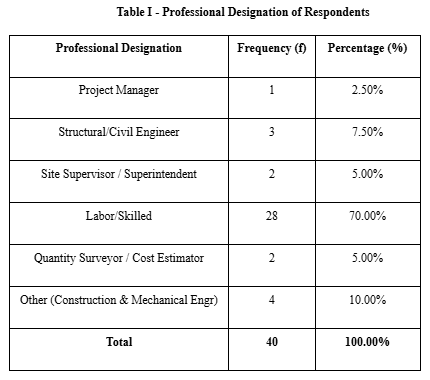 Table I - Professional Designation of Respondents
Professional Designation Frequency (f) Percentage (%)
Project Manager 1 2.50%
Structural/Civil Engineer 3 7.50%
Site Supervisor / Superintendent 2 5.00%
Labor/Skilled 28 70.00%
Quantity Surveyor / Cost Estimator 2 5.00%
Other (Construction & Mechanical Engr) 4 10.00%
Total 40 100.00%